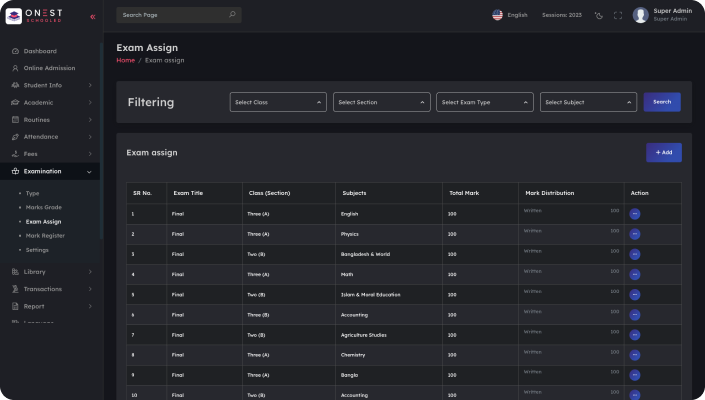 ONEST
SCHOOLED
«
Search Page
English
Sessions: 2023
Super Admin
Super Admin
Dashboard
Online Admission
Student Info
Academic
Routines
Attendance
Fees
Examination
Type
Marks Grade
Exam Assign
Mark Register
Settings
Library
Transactions
Report
Language
Exam Assign
Home / Exam assign
Filtering
Select Class
Select Section
Select Exam Type
Select Subject
Search
Exam assign
+ Add
SR No. Exam Title Class (Section) Subjects Total Mark Mark Distribution Action
1 Final Three (A) English 100 Written 100
2 Final Three (A) Physics 100 Written 100
3 Final Two (B) Bangladesh & World 100 Written 100
4 Final Three (A) Math 100 Written 100
5 Final Two (B) Islam & Moral Education 100 Written 100
6 Final Three (A) Accounting 100 Written 100
7 Final Two (B) Agriculture Studies 100 Written 100
8 Final Three (A) Chemistry 100 Written 100
9 Final Three (A) Bangla 100 Written 100
10 Final Two (B) Accounting 100 Written 100